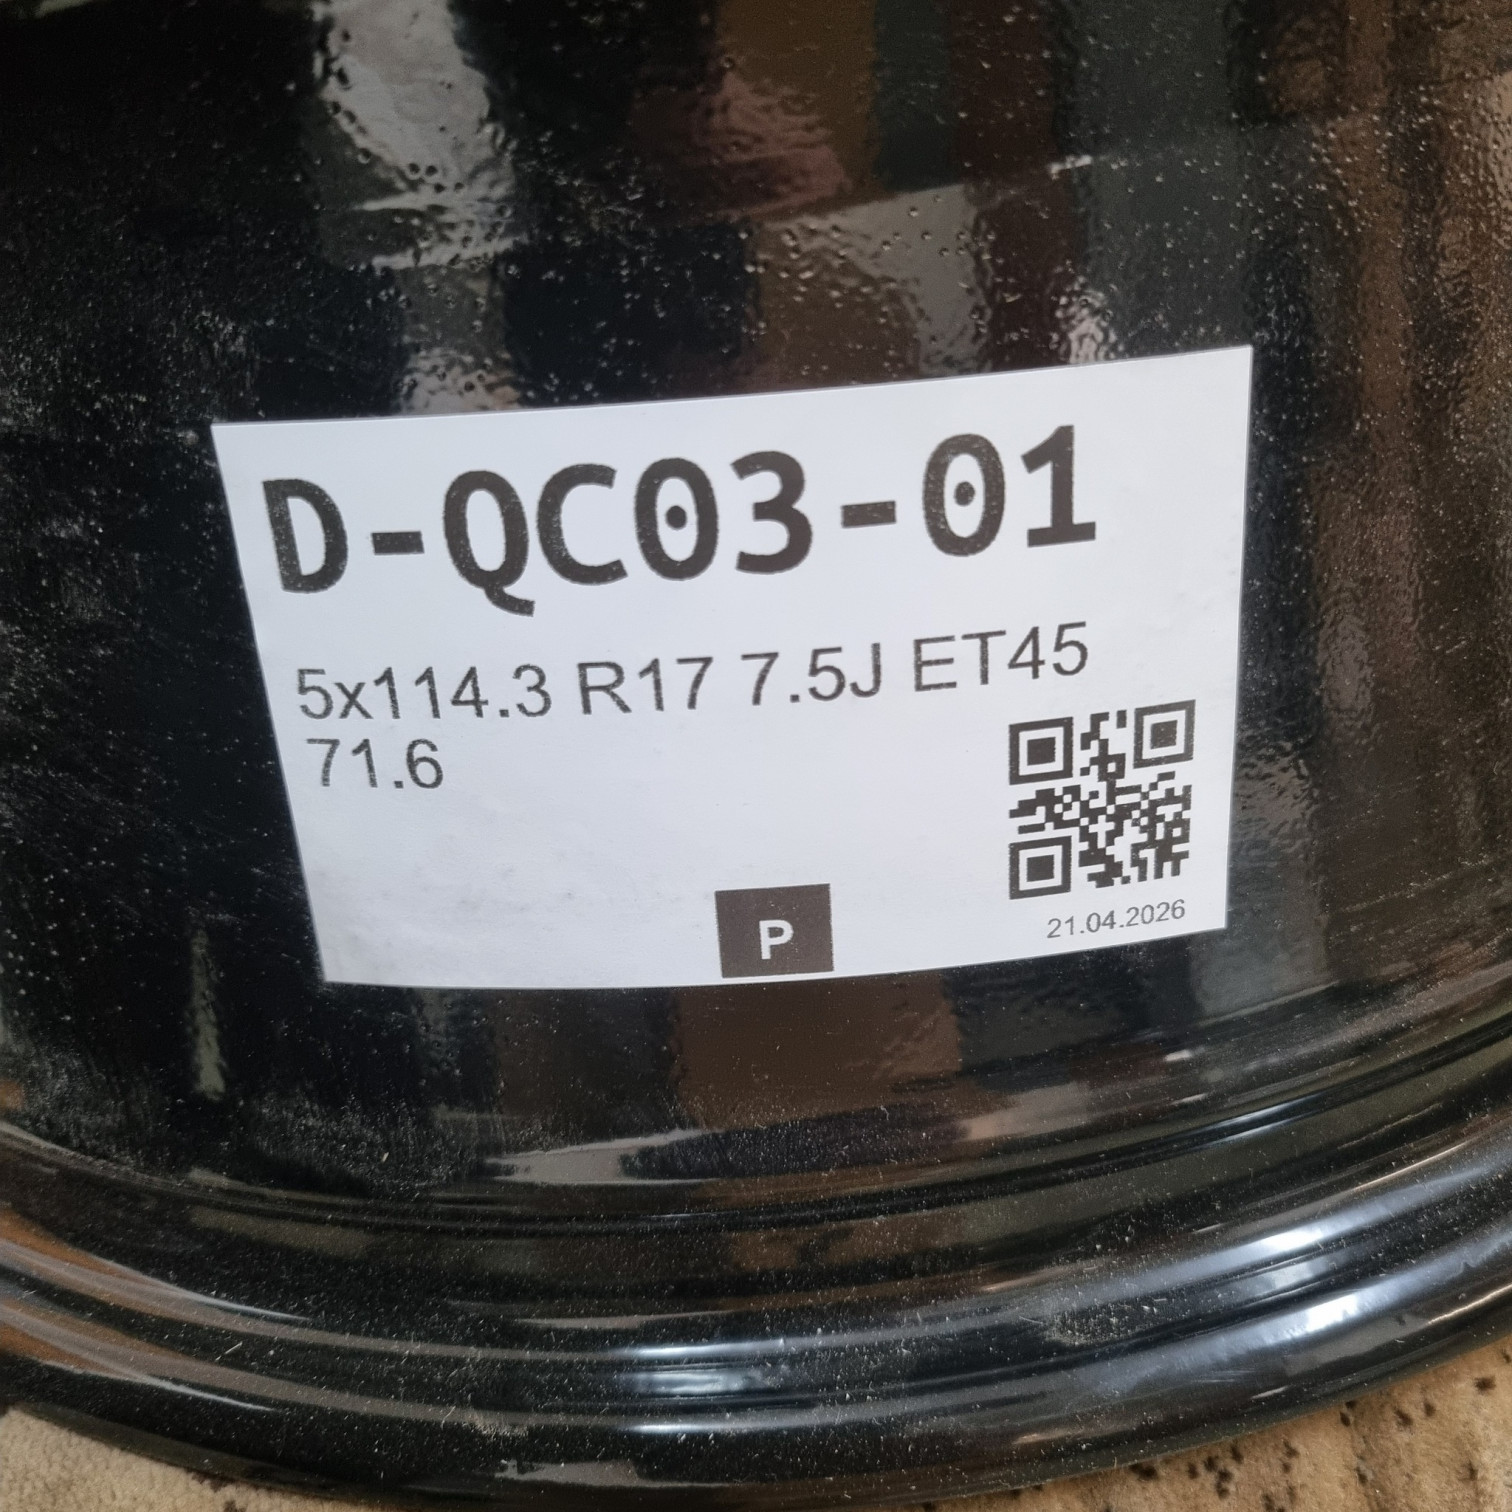 D-QC03-01
5x114.3 R17 7.5J ET45
71.6
P
21.04.2026